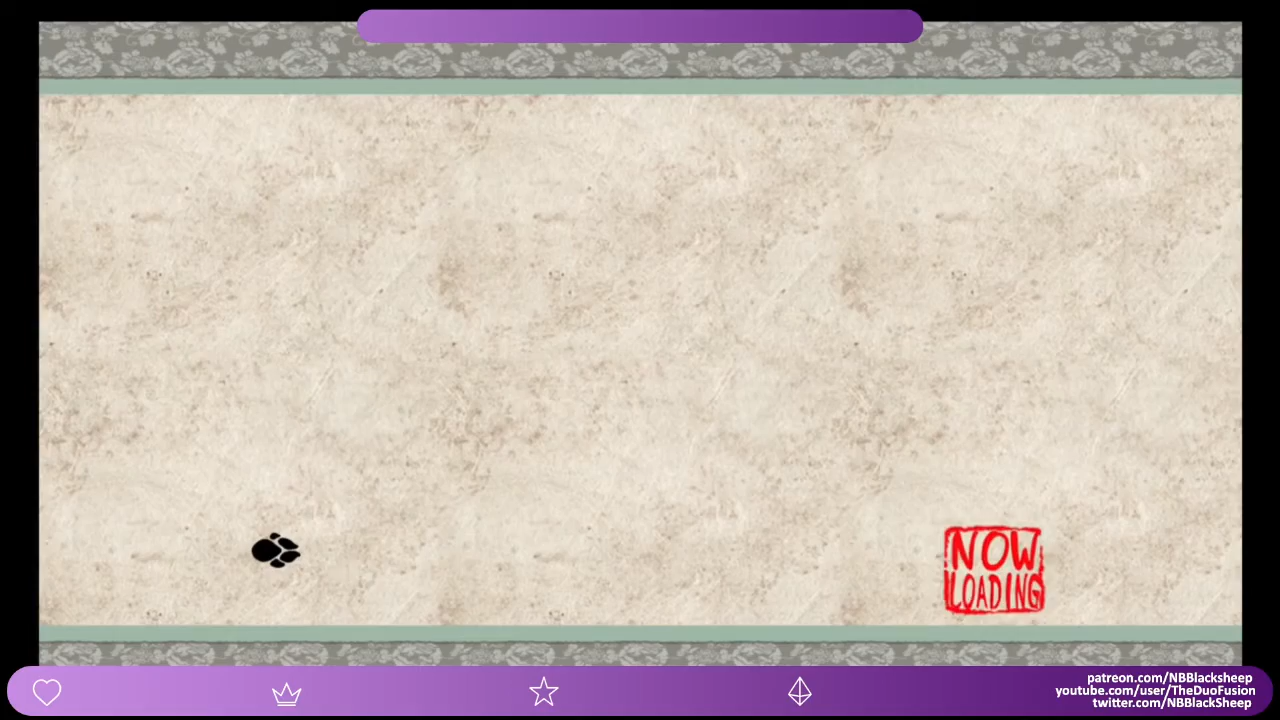 NOW
LOADING
patreon.com/NBBlacksheep
youtube.com/user/TheDuoFusion
twitter.com/NBBlackSheep